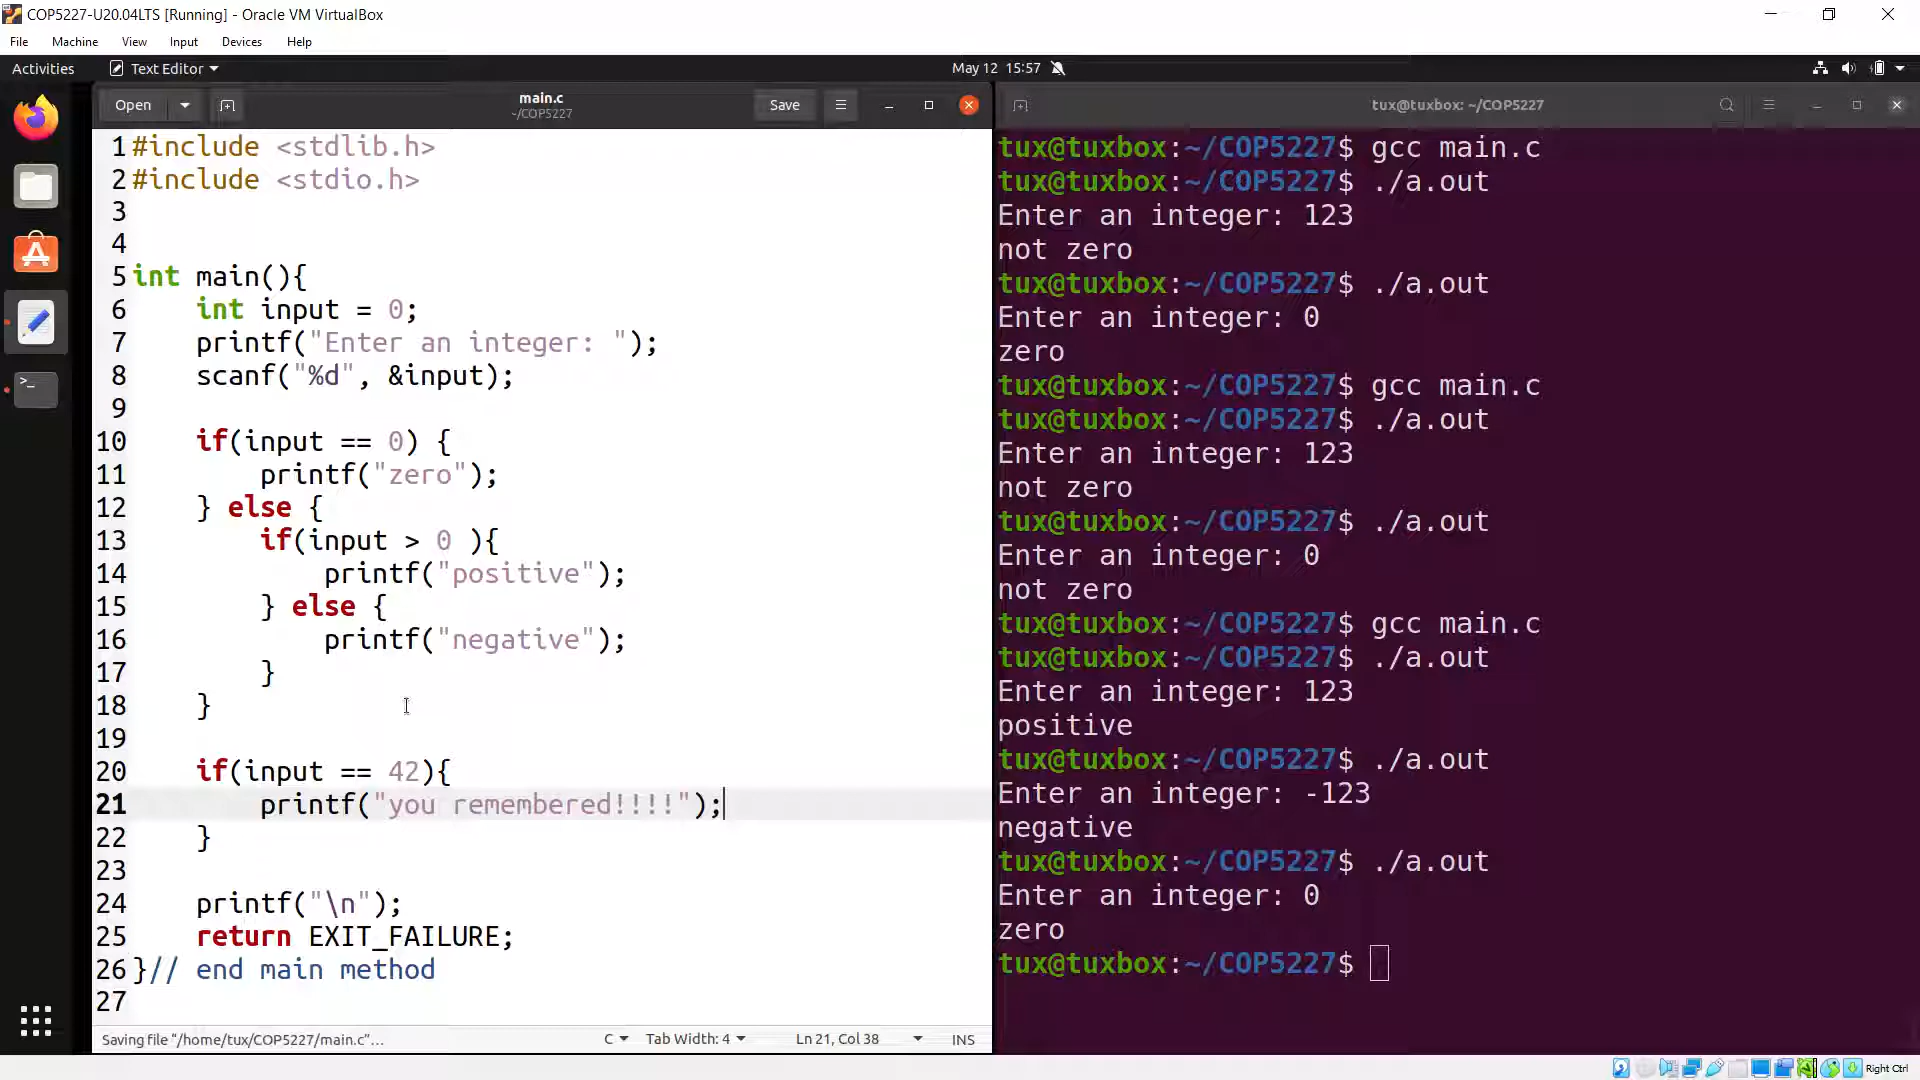 COP5227-U20.04LTS [Running] - Oracle VM VirtualBox
File Machine View Input Devices Help
Activities Text Editor May 12 15:57
Open main.c Save
~/COP5227
1 #include <stdlib.h>
2 #include <stdio.h>
3
4
5 int main(){
6     int input = 0;
7     printf("Enter an integer: ");
8     scanf("%d", &input);
9
10     if(input == 0) {
11         printf("zero");
12     } else {
13         if(input > 0 ){
14             printf("positive");
15         } else {
16             printf("negative");
17         }
18     }
19
20     if(input == 42){
21         printf("you remembered!!!!");
22     }
23
24     printf("\n");
25     return EXIT_FAILURE;
26 }// end main method
27
Saving file "/home/tux/COP5227/main.c"... C Tab Width: 4 Ln 21, Col 38 INS
tux@tuxbox: ~/COP5227
tux@tuxbox:~/COP5227$ gcc main.c
tux@tuxbox:~/COP5227$ ./a.out
Enter an integer: 123
not zero
tux@tuxbox:~/COP5227$ ./a.out
Enter an integer: 0
zero
tux@tuxbox:~/COP5227$ gcc main.c
tux@tuxbox:~/COP5227$ ./a.out
Enter an integer: 123
not zero
tux@tuxbox:~/COP5227$ ./a.out
Enter an integer: 0
not zero
tux@tuxbox:~/COP5227$ gcc main.c
tux@tuxbox:~/COP5227$ ./a.out
Enter an integer: 123
positive
tux@tuxbox:~/COP5227$ ./a.out
Enter an integer: -123
negative
tux@tuxbox:~/COP5227$ ./a.out
Enter an integer: 0
zero
tux@tuxbox:~/COP5227$
Right Ctrl